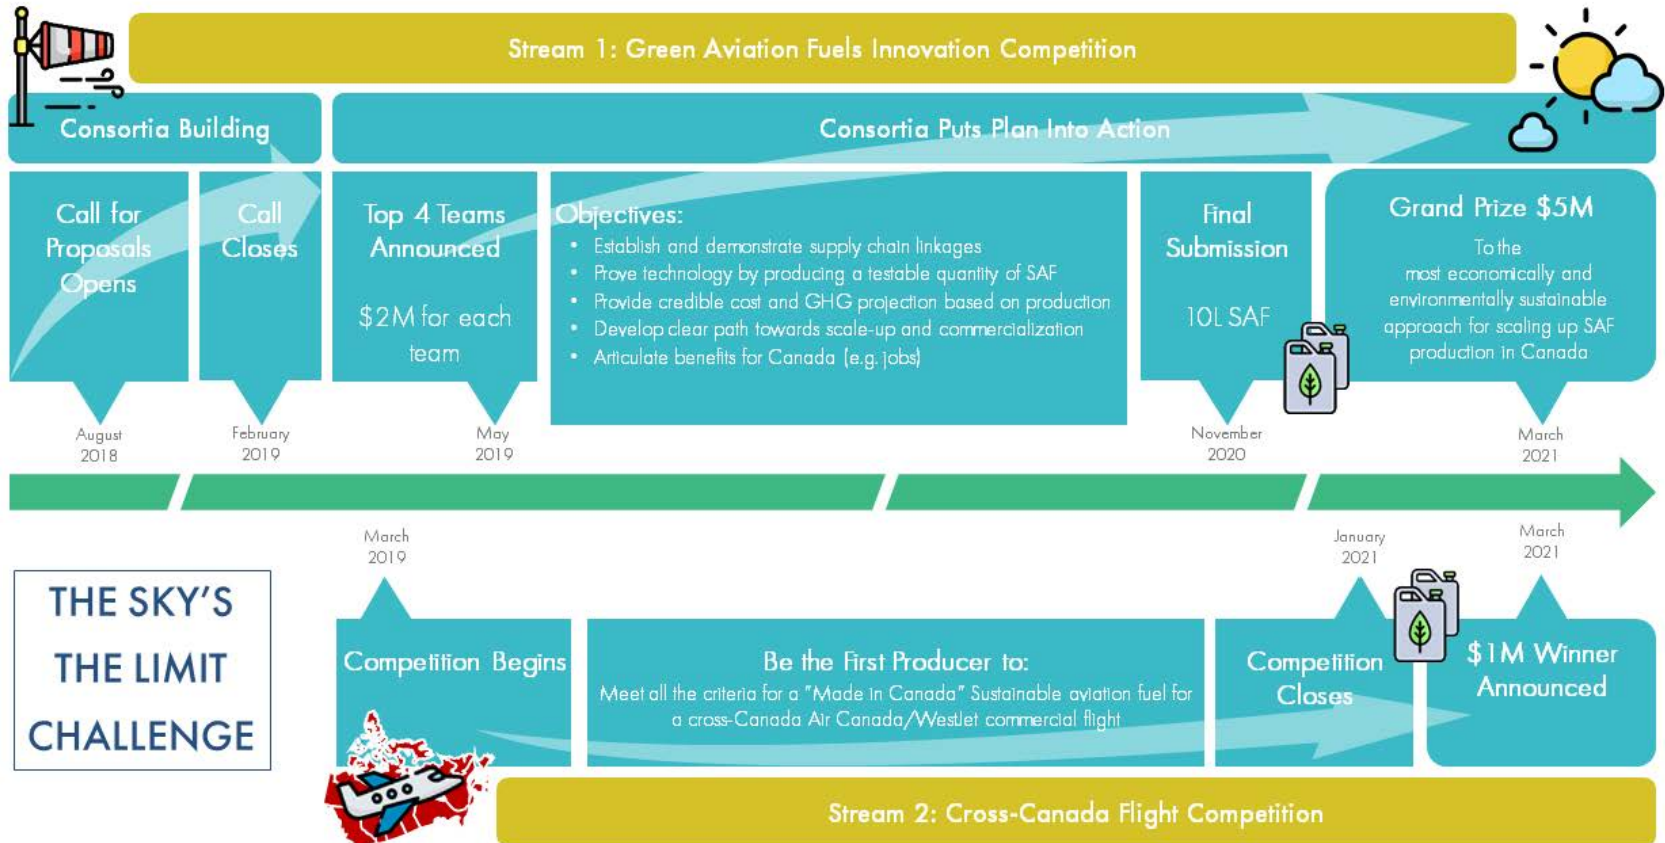 Stream 1: Green Aviation Fuels Innovation Competition
Consortia Building
Consortia Puts Plan Into Action
Call for
Proposals
Opens
Call
Closes
Top 4 Teams
Announced
$2M for each
team
Objectives:
• Establish and demonstrate supply chain linkages
• Prove technology by producing a testable quantity of SAF
• Provide credible cost and GHG projection based on production
• Develop clear path towards scale-up and commercialization
• Articulate benefits for Canada (e.g. jobs)
Final
Submission
10L SAF
Grand Prize $5M
To the
most economically and
environmentally sustainable
approach for scaling up SAF
production in Canada
August
2018
February
2019
May
2019
November
2020
March
2021
March
2019
January
2021
March
2021
THE SKY'S
THE LIMIT
CHALLENGE
Competition Begins
Be the First Producer to:
Meet all the criteria for a "Made in Canada" Sustainable aviation fuel for
a cross-Canada Air Canada/WestJet commercial flight
Competition
Closes
$1M Winner
Announced
Stream 2: Cross-Canada Flight Competition